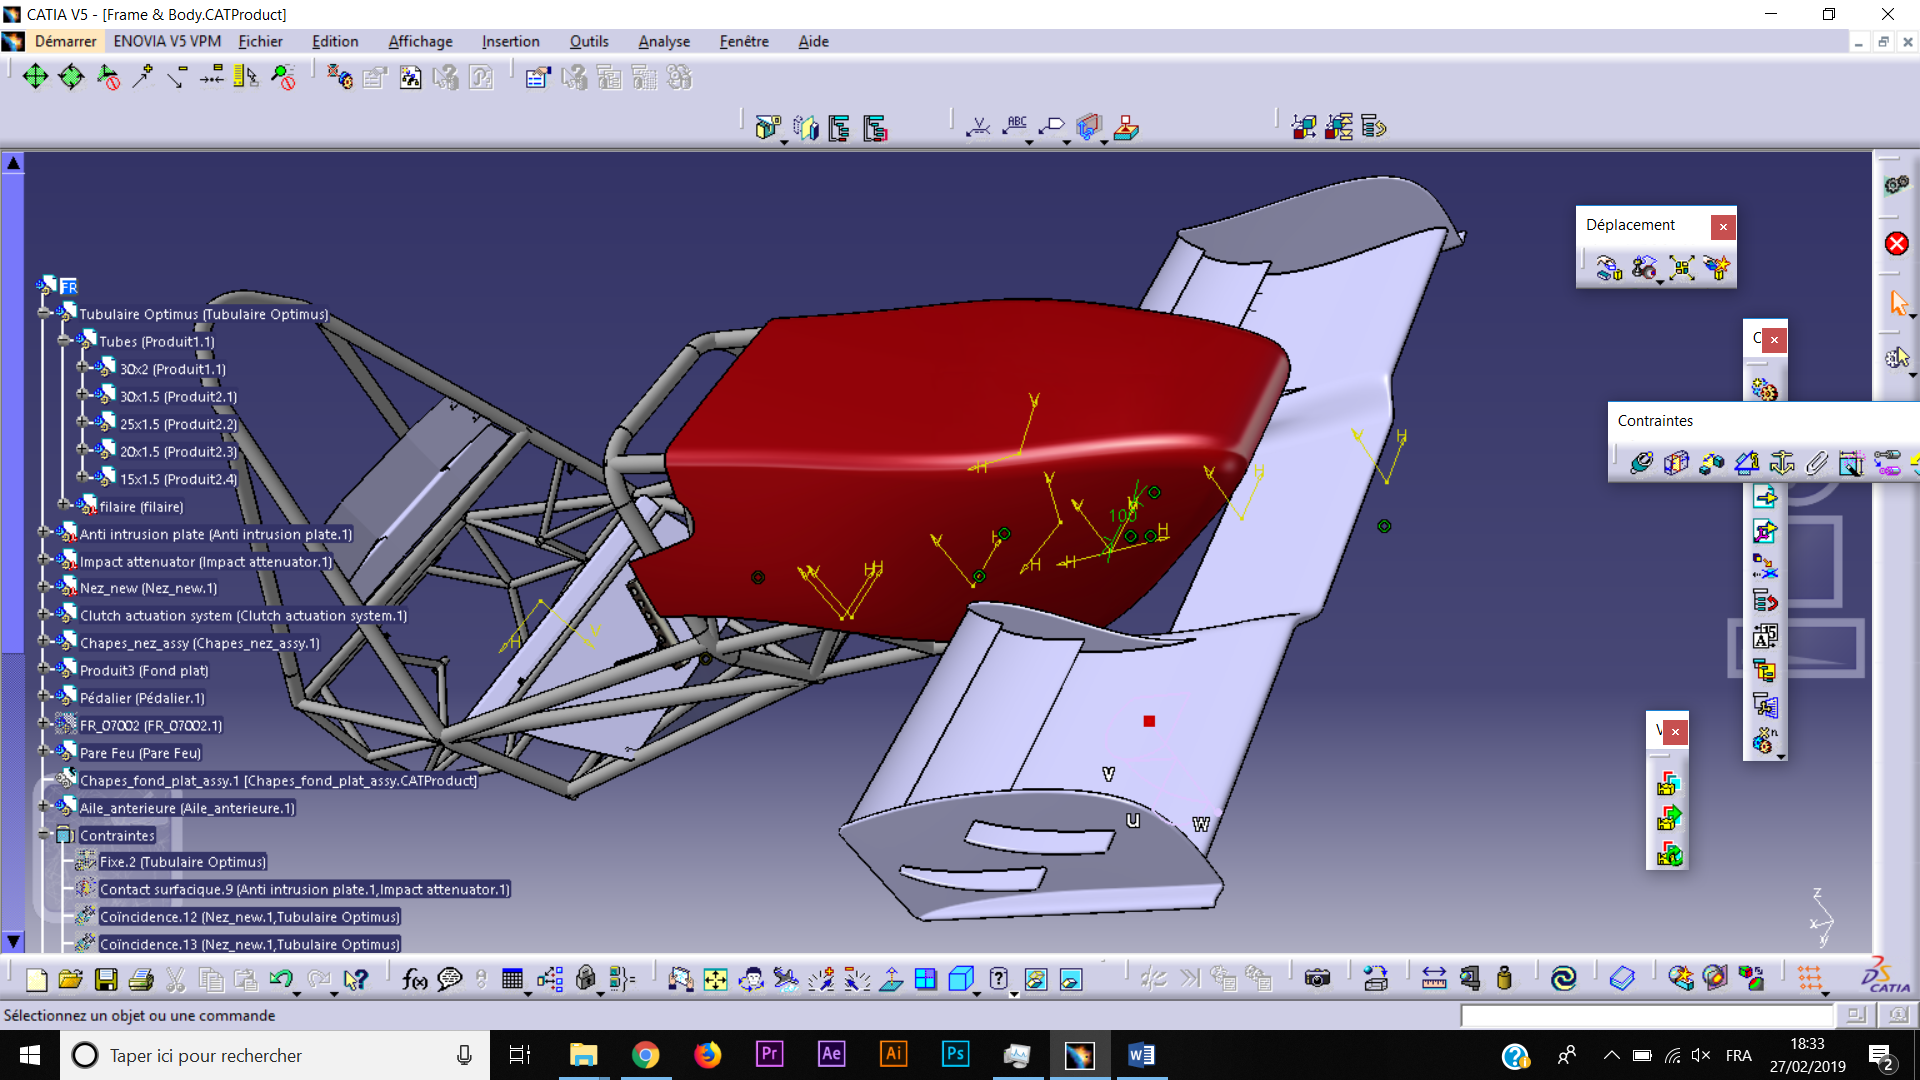 CATIA V5 - [Frame & Body.CATProduct]
Démarrer ENOVIA V5 VPM Fichier Edition Affichage Insertion Outils Analyse Fenêtre Aide
ABC
Déplacement
FR
Tubulaire Optimus (Tubulaire Optimus)
Tubes (Produit1.1)
30x2 (Produit1.1)
30x1.5 (Produit2.1)
25x1.5 (Produit2.2)
20x1.5 (Produit2.3)
15x1.5 (Produit2.4)
filaire (filaire)
Anti intrusion plate (Anti intrusion plate.1)
Impact attenuator (Impact attenuator.1)
Nez_new (Nez_new.1)
Clutch actuation system (Clutch actuation system.1)
Chapes_nez_assy (Chapes_nez_assy.1)
Produit3 (Fond plat)
Pédalier (Pédalier.1)
FR_07002 (FR_07002.1)
Pare Feu (Pare Feu)
Chapes_fond_plat_assy.1 [Chapes_fond_plat_assy.CATProduct]
Aile_anterieure (Aile_anterieure.1)
Contraintes
Fixe.2 (Tubulaire Optimus)
Contact surfacique.9 (Anti intrusion plate.1,Impact attenuator.1)
Coïncidence.12 (Nez_new.1,Tubulaire Optimus)
Coïncidence.13 (Nez_new.1,Tubulaire Optimus)
V
H
V
H
V
H
V
H
V
H
V
H
V
H
100
v
u
w
C
Contraintes
V
z
x
y
f(x)
CATIA
Sélectionnez un objet ou une commande
Taper ici pour rechercher
Pr
Ae
Ai
Ps
FRA
18:33
27/02/2019
2